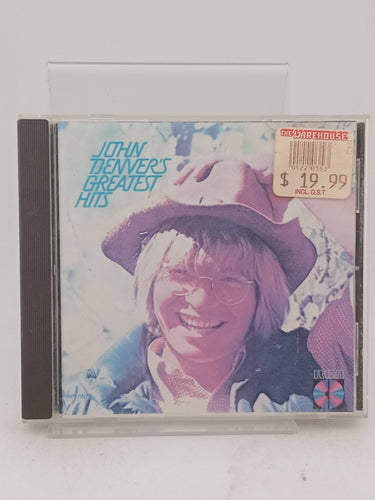 JOHN
DENVER'S
GREATEST
HITS
THE WAREHOUSE
$ 19.99
INCL. G.S.T.
RCA